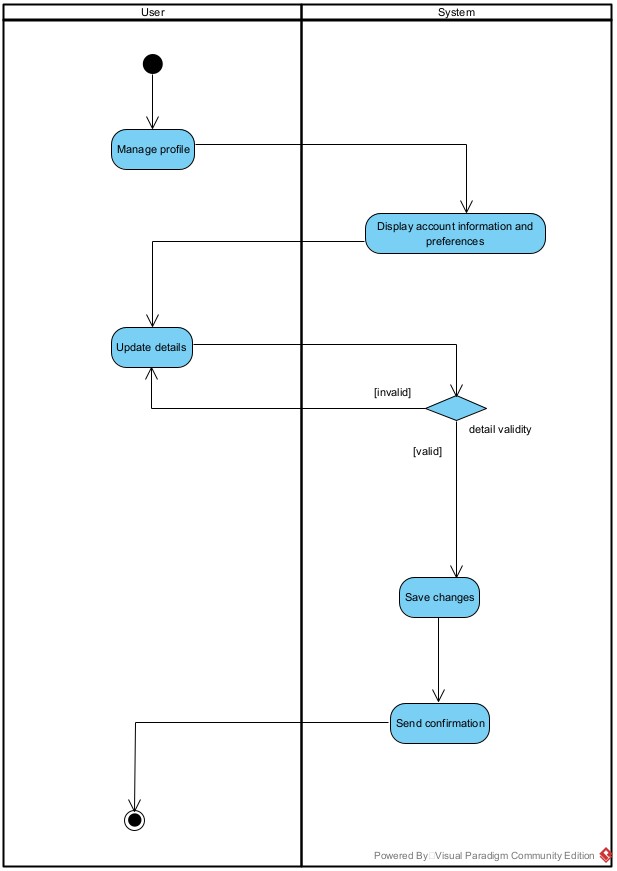 User
System
Manage profile
Display account information and
preferences
Update details
[invalid]
detail validity
[valid]
Save changes
Send confirmation
Powered By Visual Paradigm Community Edition